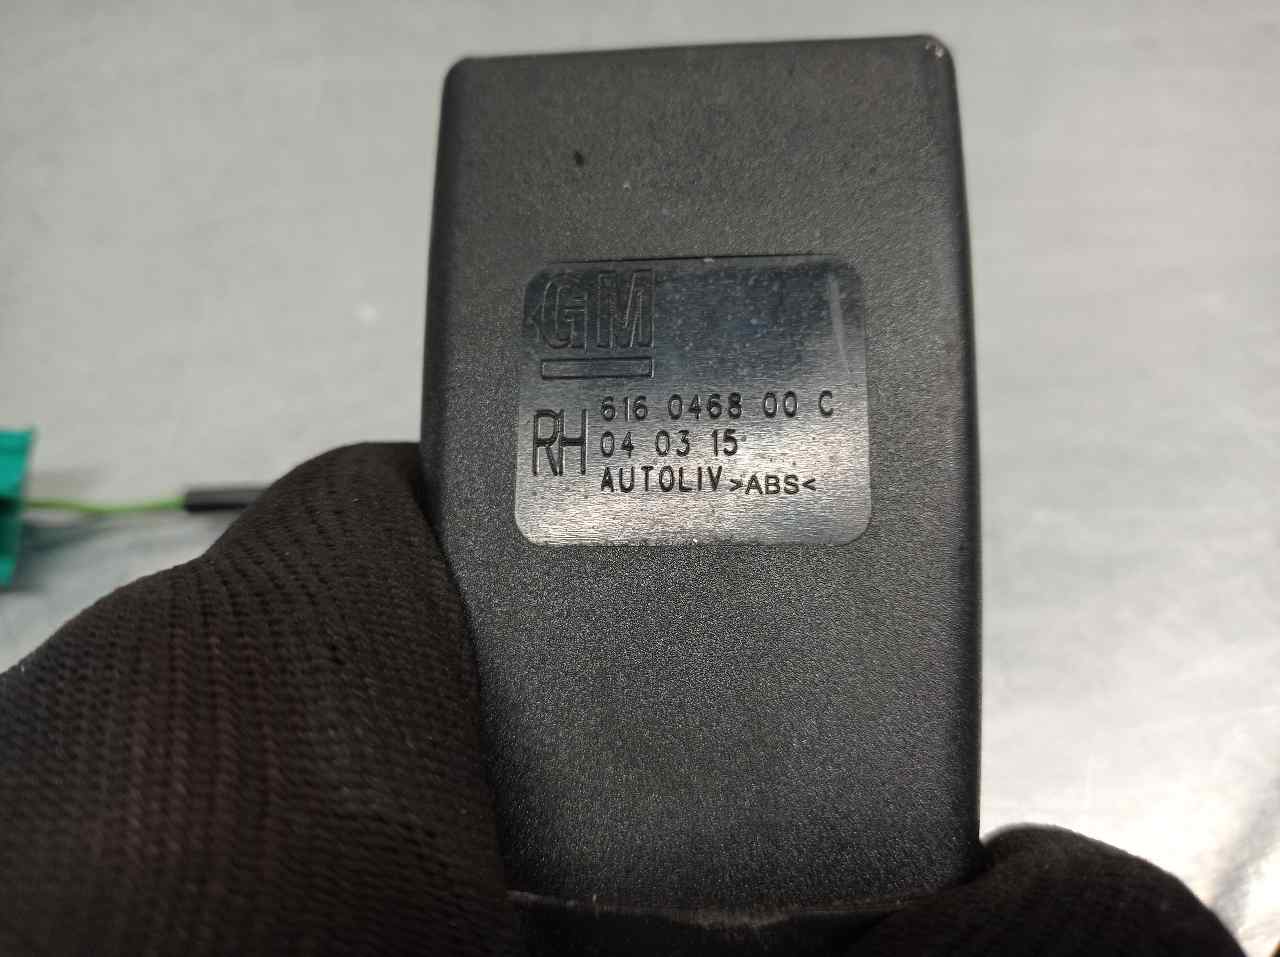 GM
RH
616 0468 00 C
04 03 15
AUTOLIV >ABS<